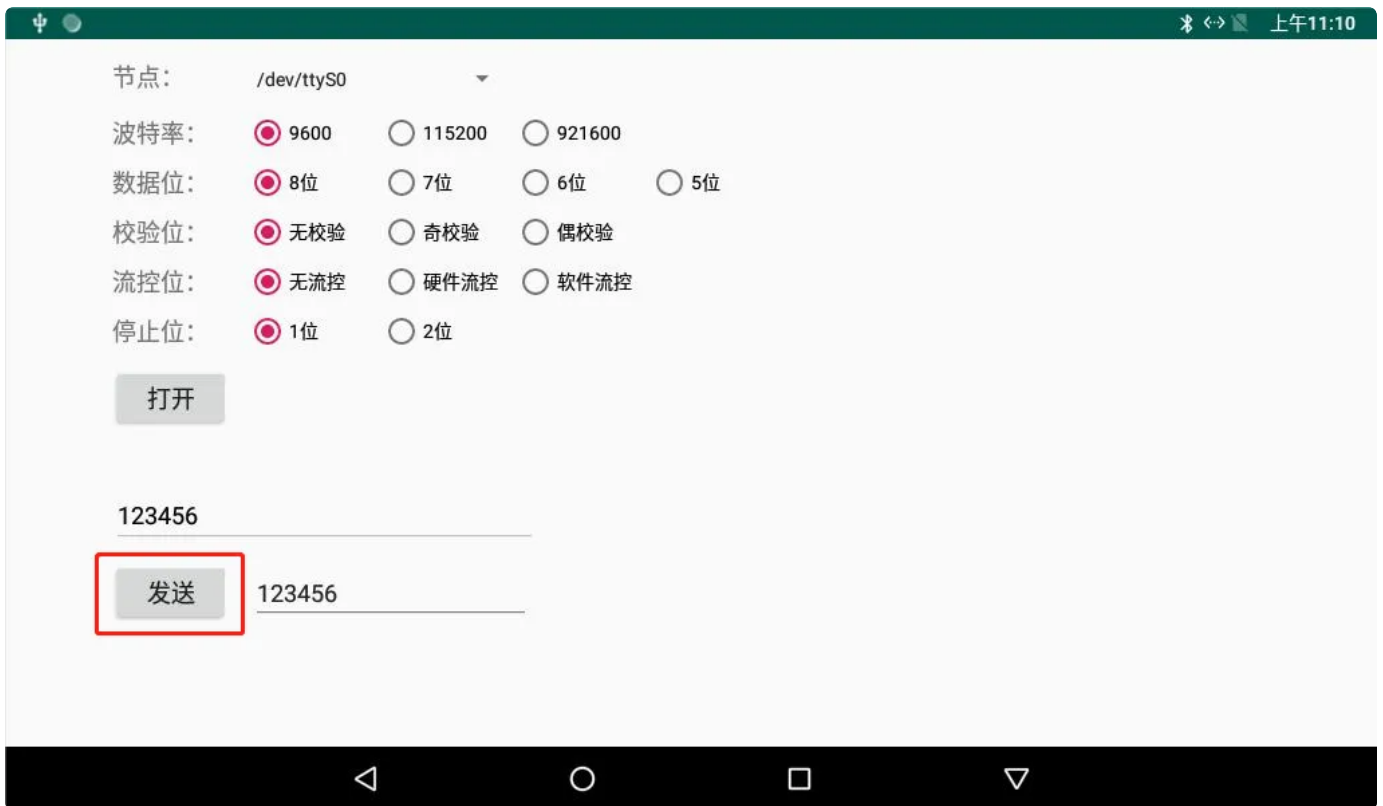 上午11:10
节点： /dev/ttyS0
波特率： 9600 115200 921600
数据位： 8位 7位 6位 5位
校验位： 无校验 奇校验 偶校验
流控位： 无流控 硬件流控 软件流控
停止位： 1位 2位
打开
123456
发送 123456